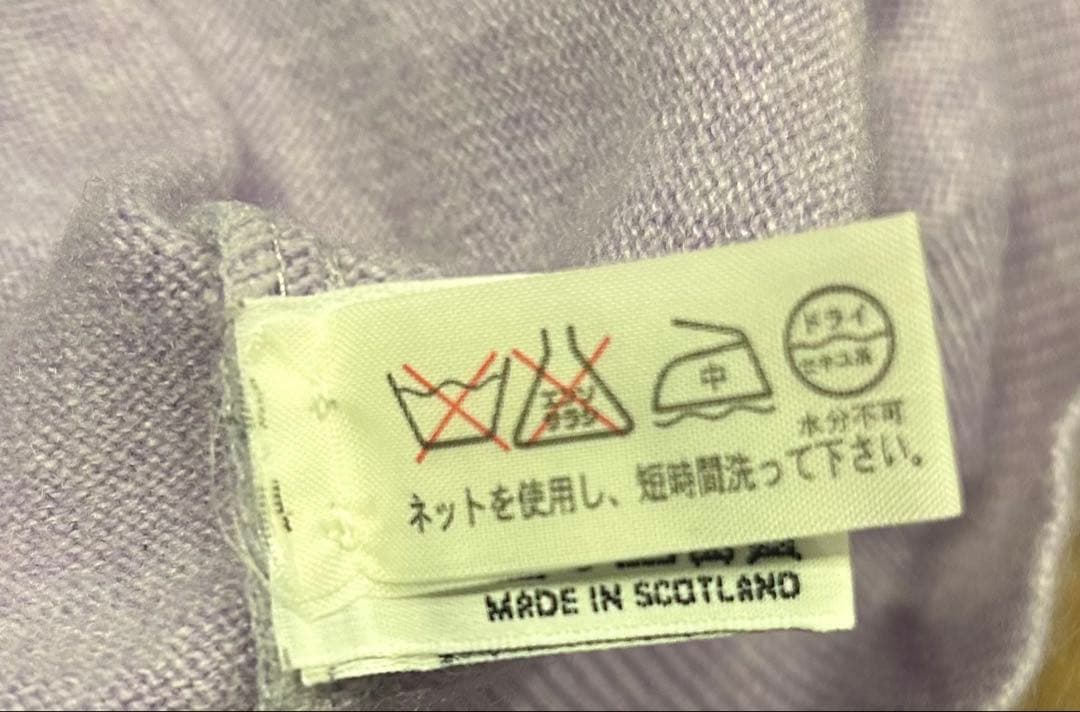 エンソ
サラシ
中
ドライ
セキユ系
水分不可
ネットを使用し、短時間洗って下さい。
MADE IN SCOTLAND